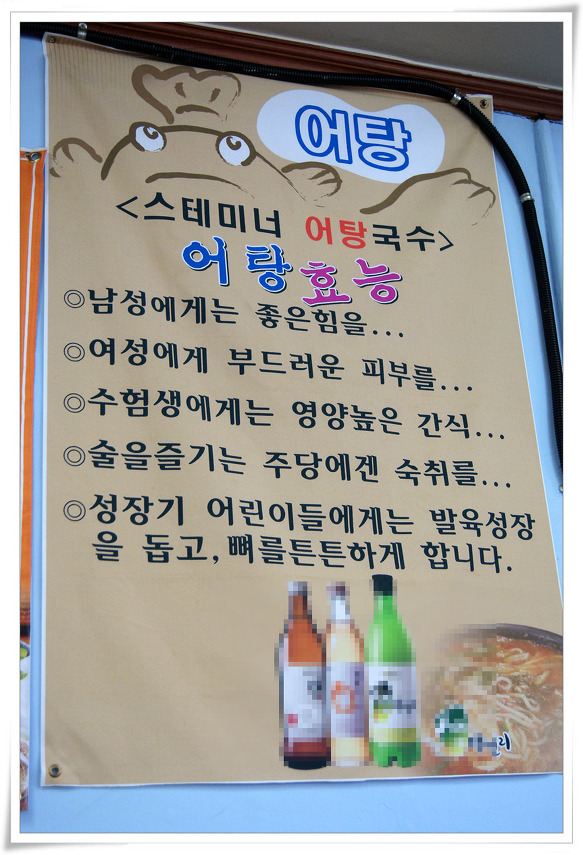 어탕
<스테미너 어탕국수>
어탕효능
◎남성에게는 좋은힘을...
◎여성에게 부드러운 피부를...
◎수험생에게는 영양높은 간식...
◎술을즐기는 주당에겐 숙취를...
◎성장기 어린이들에게는 발육성장
을 돕고,뼈를튼튼하게 합니다.